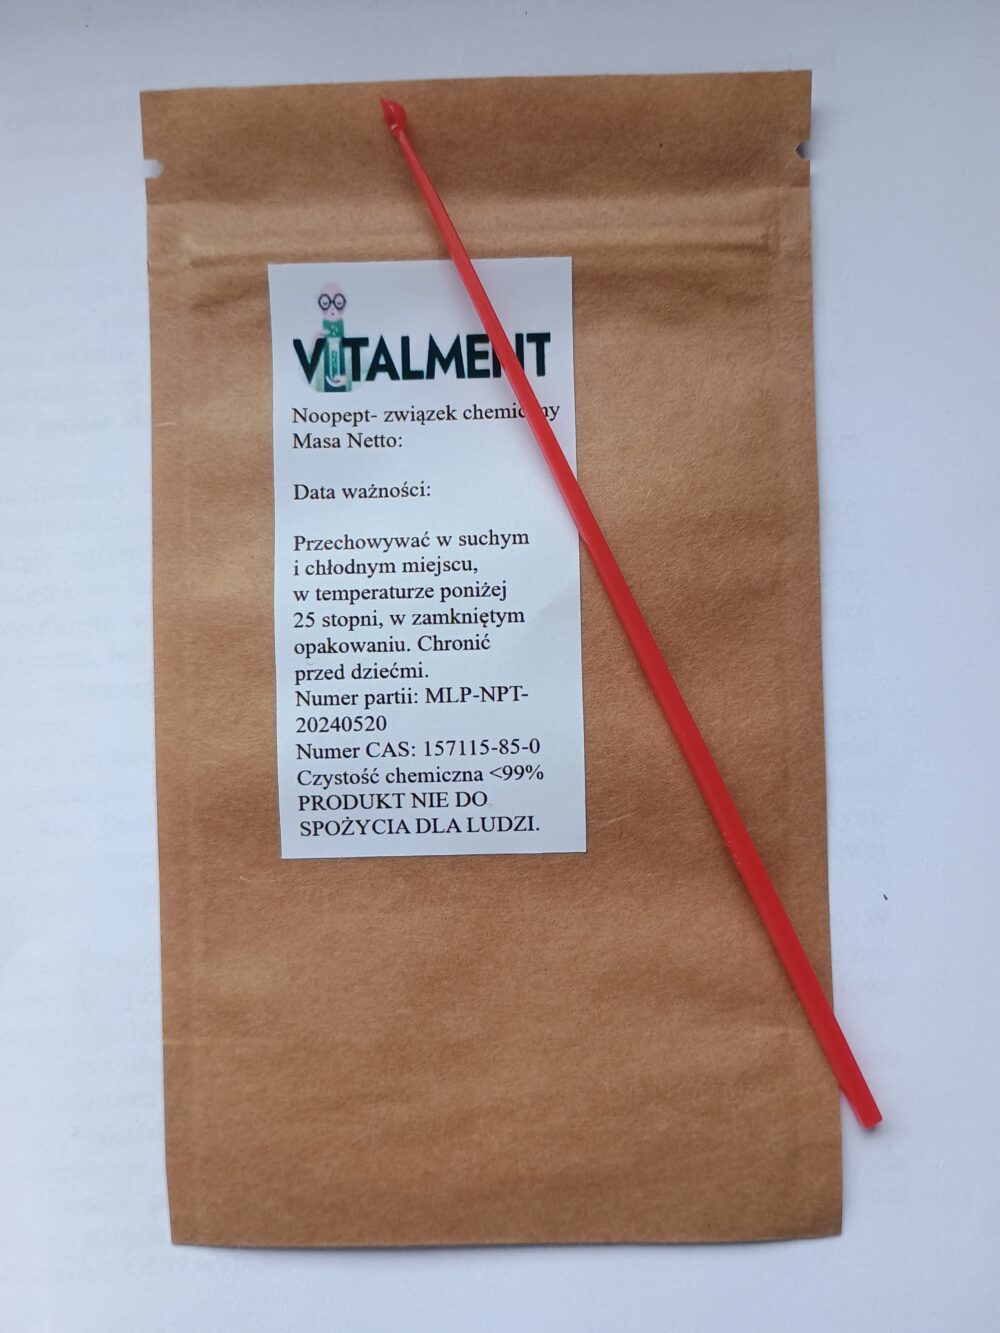 VITALMENT
Noopept- związek chemiczny
Masa Netto:
Data ważności:
Przechowywać w suchym
i chłodnym miejscu,
w temperaturze poniżej
25 stopni, w zamkniętym
opakowaniu. Chronić
przed dziećmi.
Numer partii: MLP-NPT-
20240520
Numer CAS: 157115-85-0
Czystość chemiczna <99%
PRODUKT NIE DO
SPOŻYCIA DLA LUDZI.